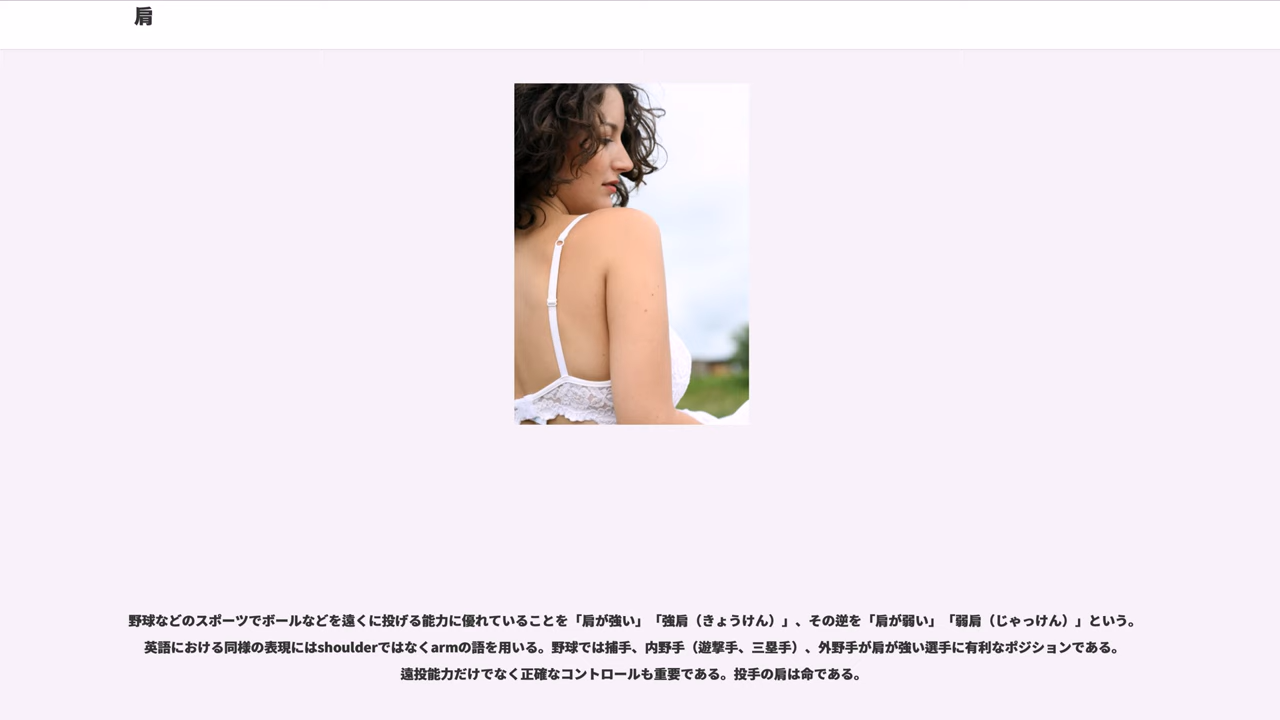 肩
野球などのスポーツでボールなどを遠くに投げる能力に優れていることを「肩が強い」「強肩（きょうけん）」、その逆を「肩が弱い」「弱肩（じゃっけん）」という。
英語における同様の表現にはshoulderではなくarmの語を用いる。野球では捕手、内野手（遊撃手、三塁手）、外野手が肩が強い選手に有利なポジションである。
遠投能力だけでなく正確なコントロールも重要である。投手の肩は命である。